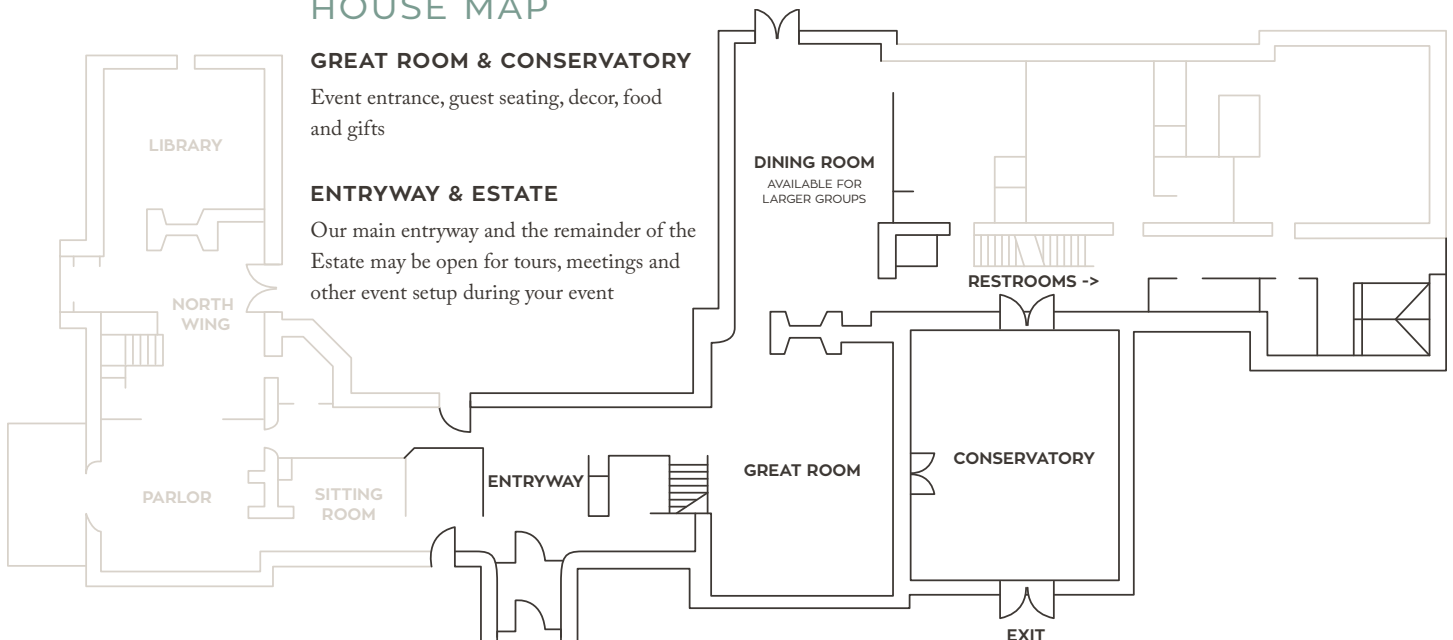 HOUSE MAP
GREAT ROOM & CONSERVATORY
Event entrance, guest seating, decor, food
and gifts
ENTRYWAY & ESTATE
Our main entryway and the remainder of the
Estate may be open for tours, meetings and
other event setup during your event
LIBRARY
NORTH
WING
PARLOR
SITTING
ROOM
ENTRYWAY
DINING ROOM
AVAILABLE FOR
LARGER GROUPS
RESTROOMS ->
GREAT ROOM
CONSERVATORY
EXIT